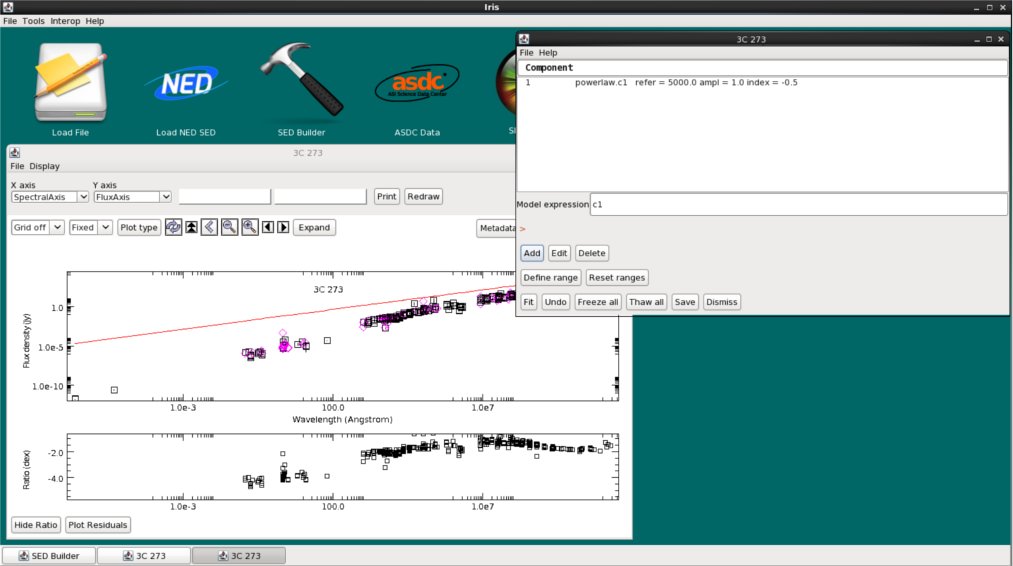 Iris
File Tools Interop Help
NED
asdc
ASI Science Data Center
Load File
Load NED SED
SED Builder
ASDC Data
3C 273
File Help
Component
1 powerlaw.c1 refer = 5000.0 ampl = 1.0 index = -0.5
Model expression c1
>
Add Edit Delete
Define range Reset ranges
Fit Undo Freeze all Thaw all Save Dismiss
3C 273
File Display
X axis Y axis
SpectralAxis FluxAxis Print Redraw
Grid off Fixed Plot type Expand Metadata
3C 273
Flux density (Jy)
1.0
1.0e-5
1.0e-10
1.0e-3 100.0 1.0e7
Wavelength (Angstrom)
Ratio (dex)
-2.0
-4.0
1.0e-3 100.0 1.0e7
Hide Ratio Plot Residuals
SED Builder 3C 273 3C 273